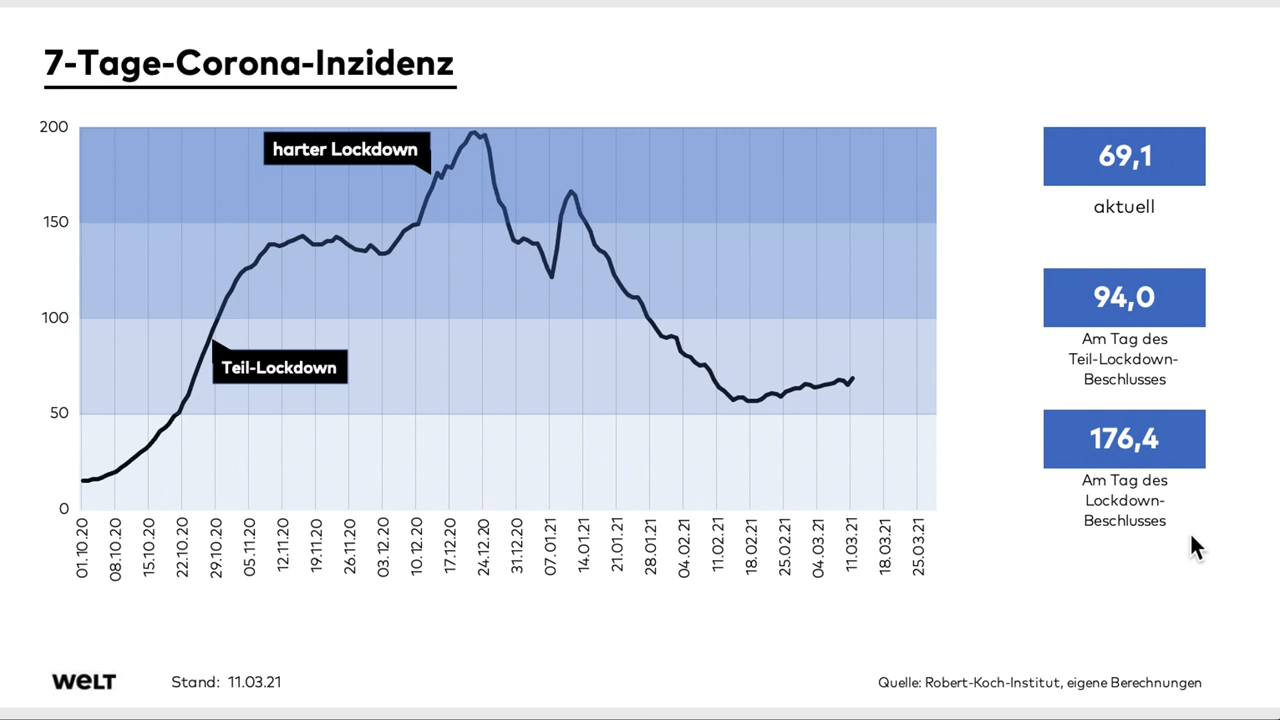 7-Tage-Corona-Inzidenz
200
150
100
50
0
harter Lockdown
Teil-Lockdown
01.10.20
08.10.20
15.10.20
22.10.20
29.10.20
05.11.20
12.11.20
19.11.20
26.11.20
03.12.20
10.12.20
17.12.20
24.12.20
31.12.20
07.01.21
14.01.21
21.01.21
28.01.21
04.02.21
11.02.21
18.02.21
25.02.21
04.03.21
11.03.21
18.03.21
25.03.21
69,1
aktuell
94,0
Am Tag des
Teil-Lockdown-
Beschlusses
176,4
Am Tag des
Lockdown-
Beschlusses
WELT
Stand: 11.03.21
Quelle: Robert-Koch-Institut, eigene Berechnungen